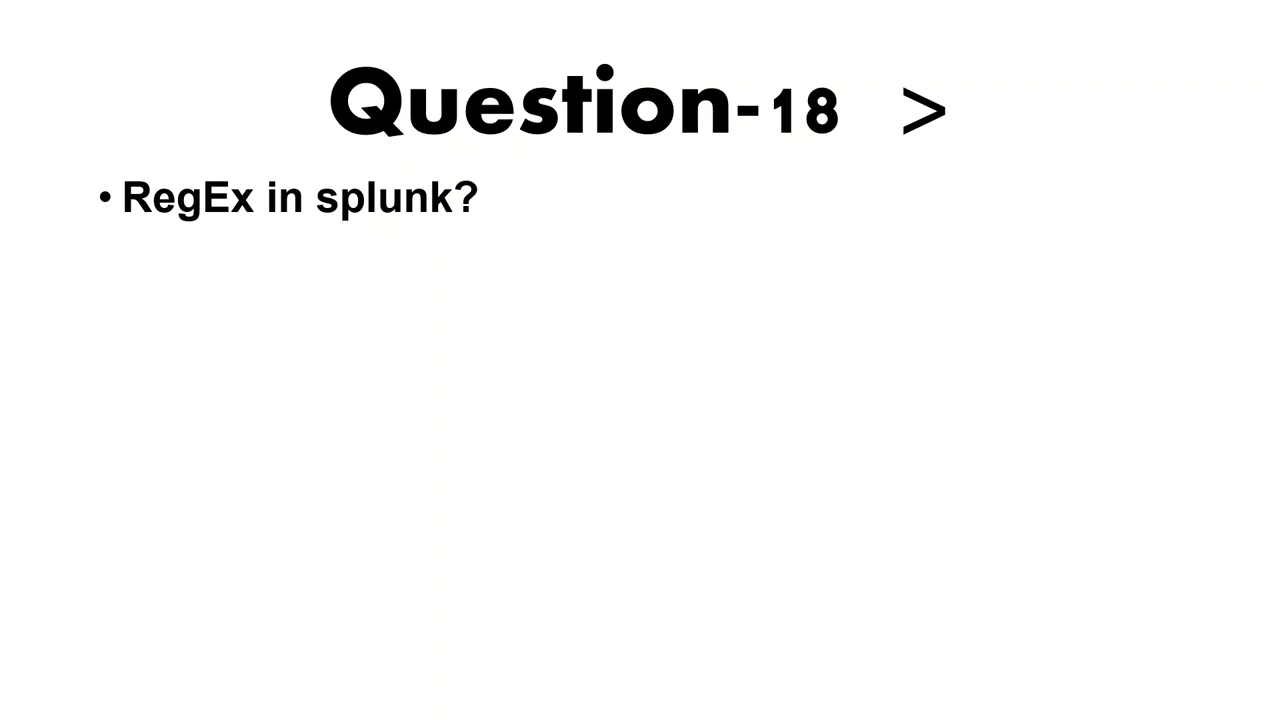 Question-18 >
• RegEx in splunk?